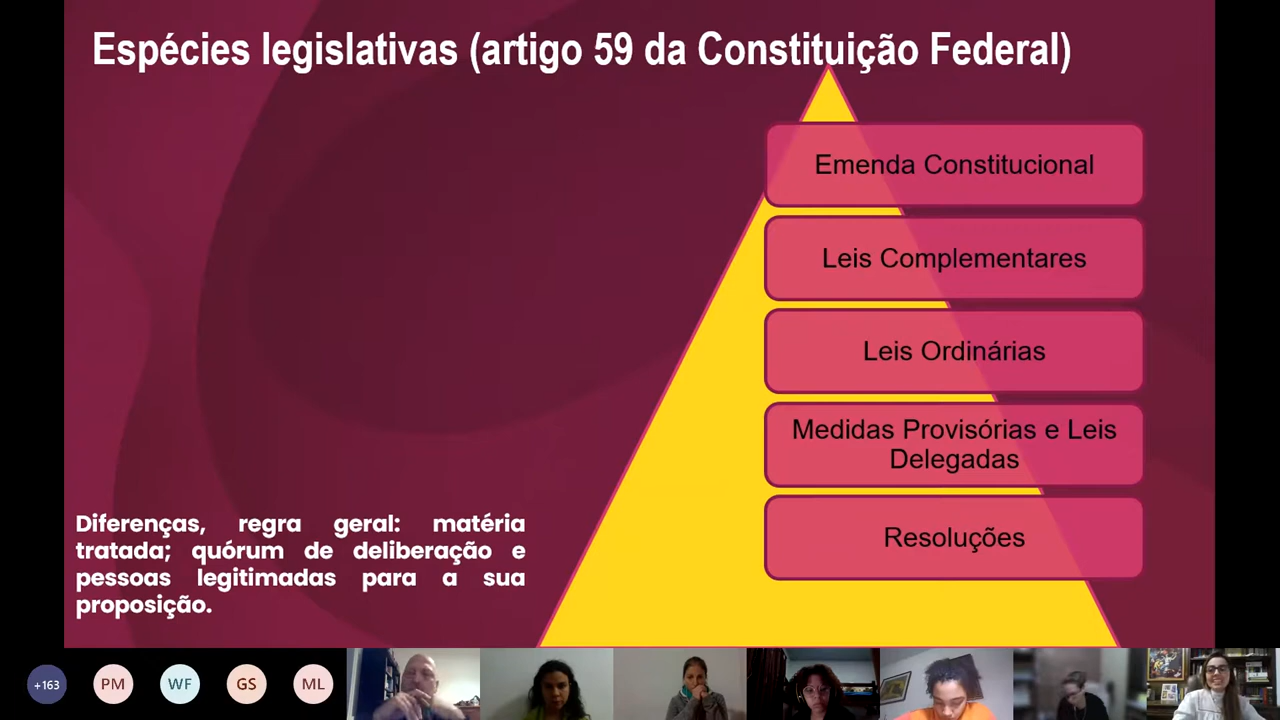 Espécies legislativas (artigo 59 da Constituição Federal)
Emenda Constitucional
Leis Complementares
Leis Ordinárias
Medidas Provisórias e Leis
Delegadas
Resoluções
Diferenças, regra geral: matéria
tratada; quórum de deliberação e
pessoas legitimadas para a sua
proposição.
+163
PM
WF
GS
ML